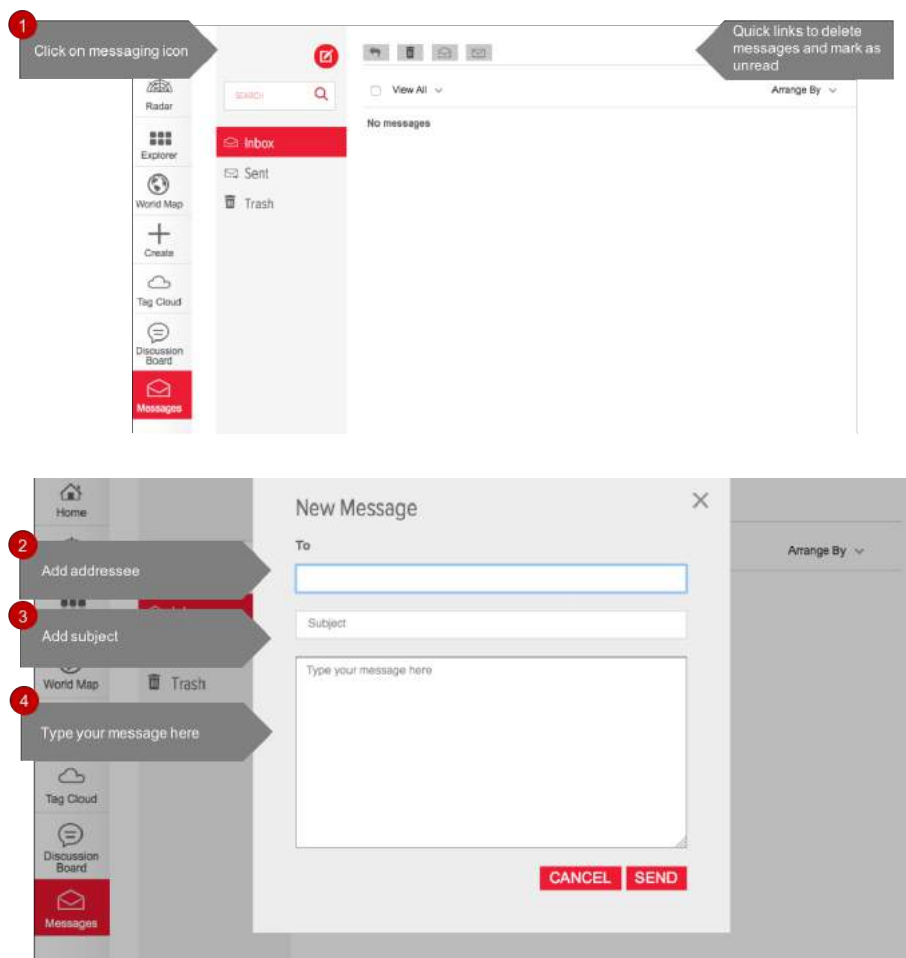 1
Click on messaging icon
Quick links to delete
messages and mark as
unread
Radar
SEARCH
View All
Arrange By
Explorer
Inbox
No messages
World Map
Sent
Trash
Create
Tag Cloud
Discussion
Board
Messages
Home
New Message
2
To
Arrange By
Add addressee
3
Subject
Add subject
World Map
Trash
Type your message here
4
Type your message here
Tag Cloud
Discussion
Board
CANCEL
SEND
Messages